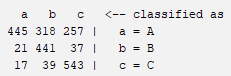 a b c <-- classified as
445 318 257 | a = A
21 441 37 | b = B
17 39 543 | c = C